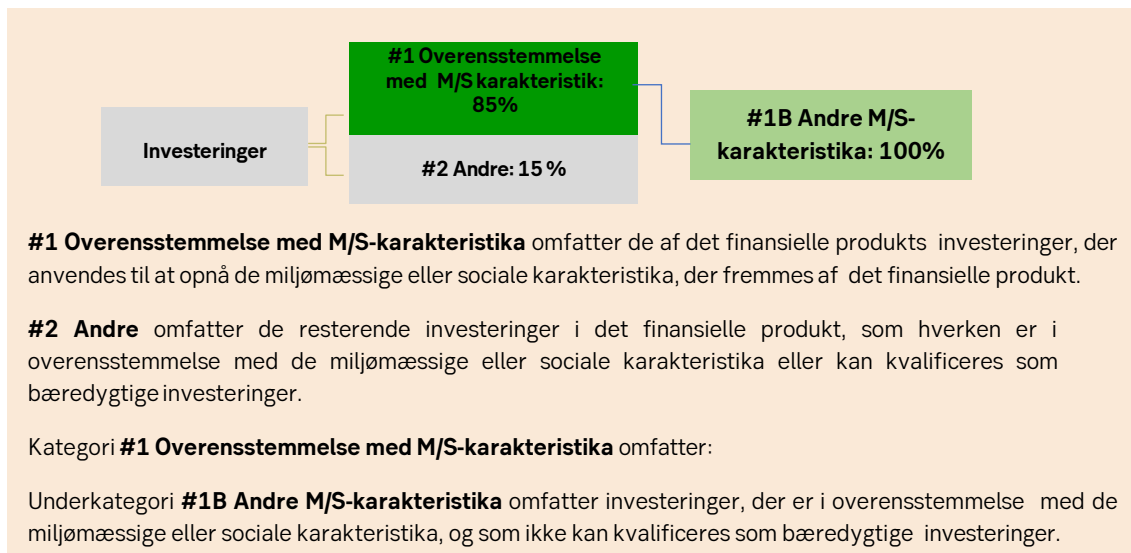 #1 Overensstemmelse
med M/S karakteristik:
85%
Investeringer
#2 Andre: 15 %
#1B Andre M/S-
karakteristika: 100%
#1 Overensstemmelse med M/S-karakteristika omfatter de af det finansielle produkts investeringer, der
anvendes til at opnå de miljømæssige eller sociale karakteristika, der fremmes af det finansielle produkt.
#2 Andre omfatter de resterende investeringer i det finansielle produkt, som hverken er i
overensstemmelse med de miljømæssige eller sociale karakteristika eller kan kvalificeres som
bæredygtige investeringer.
Kategori #1 Overensstemmelse med M/S-karakteristika omfatter:
Underkategori #1B Andre M/S-karakteristika omfatter investeringer, der er i overensstemmelse med de
miljømæssige eller sociale karakteristika, og som ikke kan kvalificeres som bæredygtige investeringer.